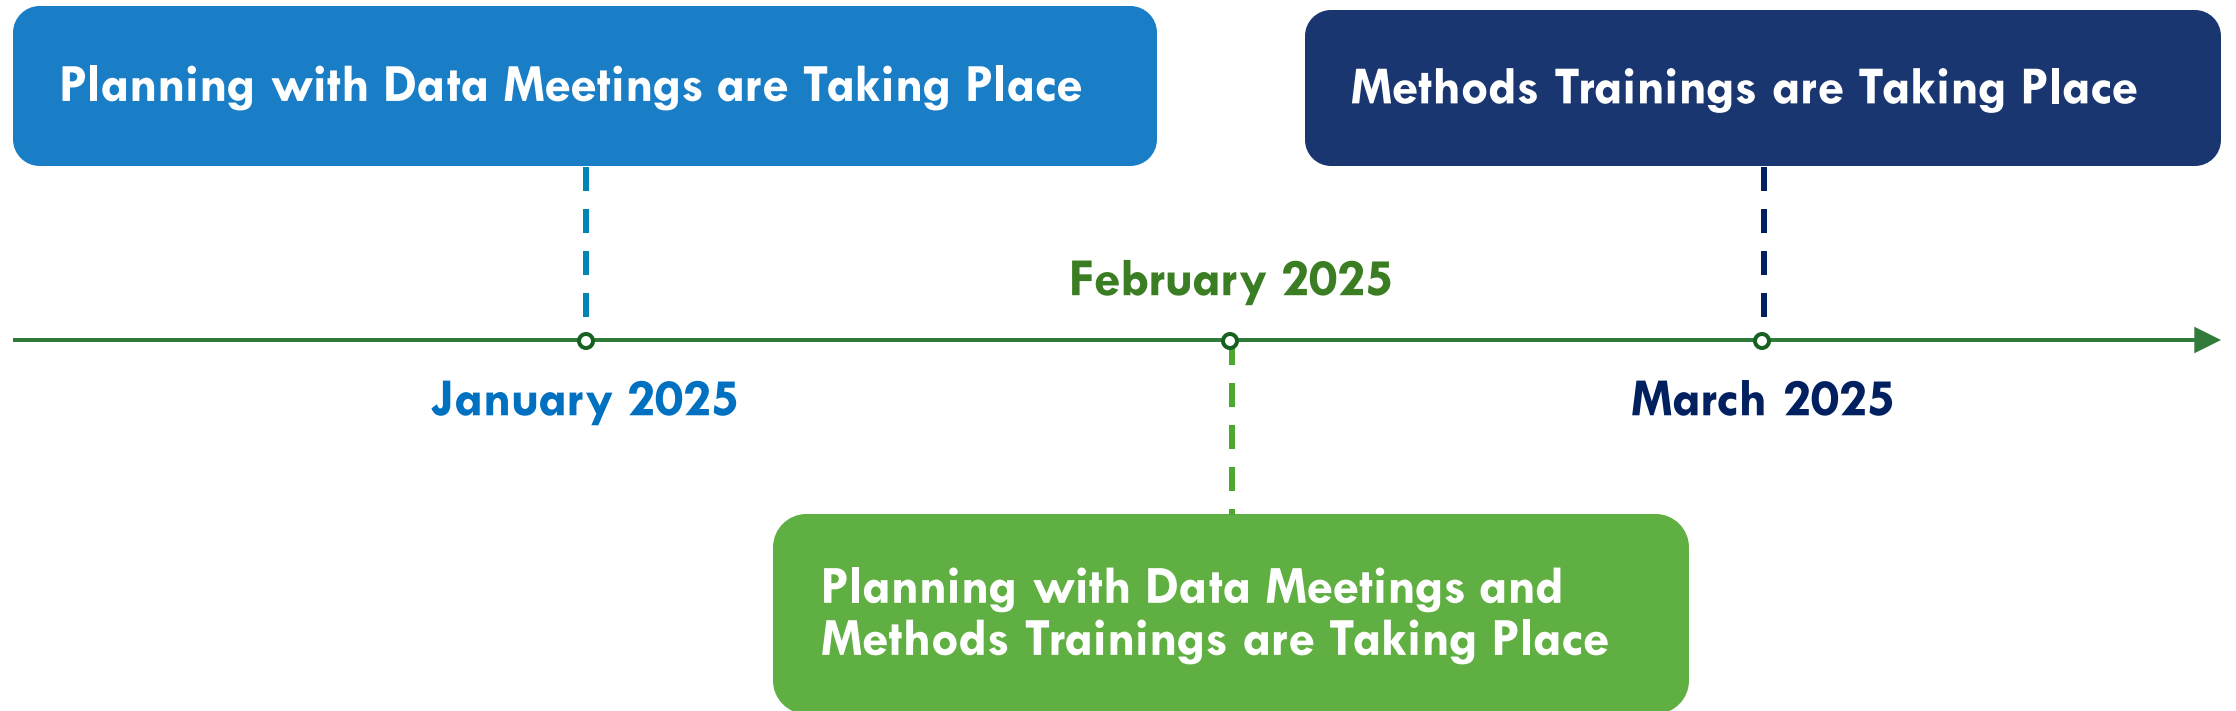 Planning with Data Meetings are Taking Place
Methods Trainings are Taking Place
February 2025
January 2025
March 2025
Planning with Data Meetings and
Methods Trainings are Taking Place